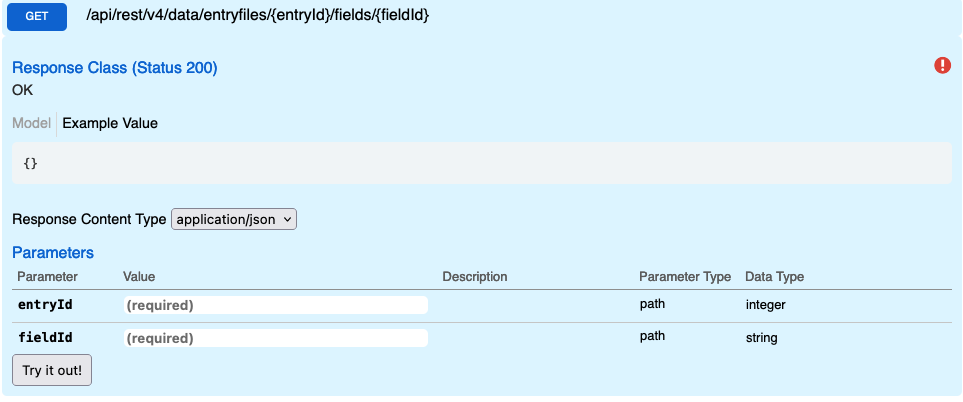 GET /api/rest/v4/data/entryfiles/{entryId}/fields/{fieldId}
Response Class (Status 200)
OK
Model Example Value
{}
Response Content Type application/json
Parameters
Parameter Value Description Parameter Type Data Type
entryId (required) path integer
fieldId (required) path string
Try it out!